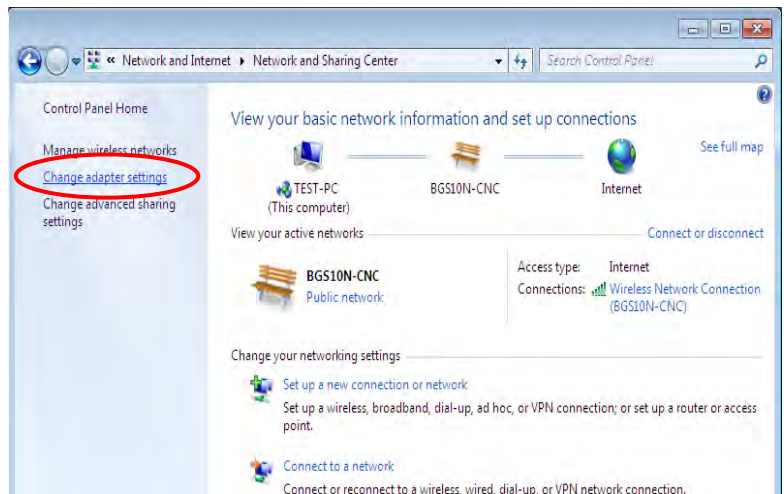 « Network and Internet ▸ Network and Sharing Center
Search Control Panel
Control Panel Home
Manage wireless networks
Change adapter settings
Change advanced sharing
settings
View your basic network information and set up connections
See full map
TEST-PC
(This computer)
BGS10N-CNC
Internet
View your active networks
Connect or disconnect
BGS10N-CNC
Public network
Access type: Internet
Connections: Wireless Network Connection
(BGS10N-CNC)
Change your networking settings
Set up a new connection or network
Set up a wireless, broadband, dial-up, ad hoc, or VPN connection; or set up a router or access
point.
Connect to a network
Connect or reconnect to a wireless, wired, dial-up, or VPN network connection.